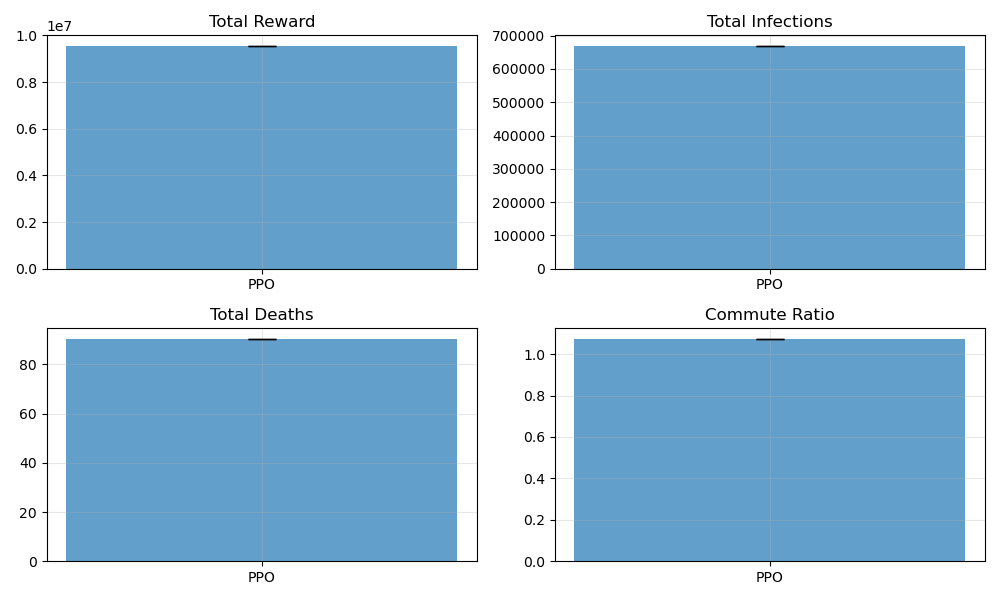 Total Reward
1e7
1.0
0.8
0.6
0.4
0.2
0.0
PPO
Total Infections
700000
600000
500000
400000
300000
200000
100000
0
PPO
Total Deaths
80
60
40
20
0
PPO
Commute Ratio
1.0
0.8
0.6
0.4
0.2
0.0
PPO